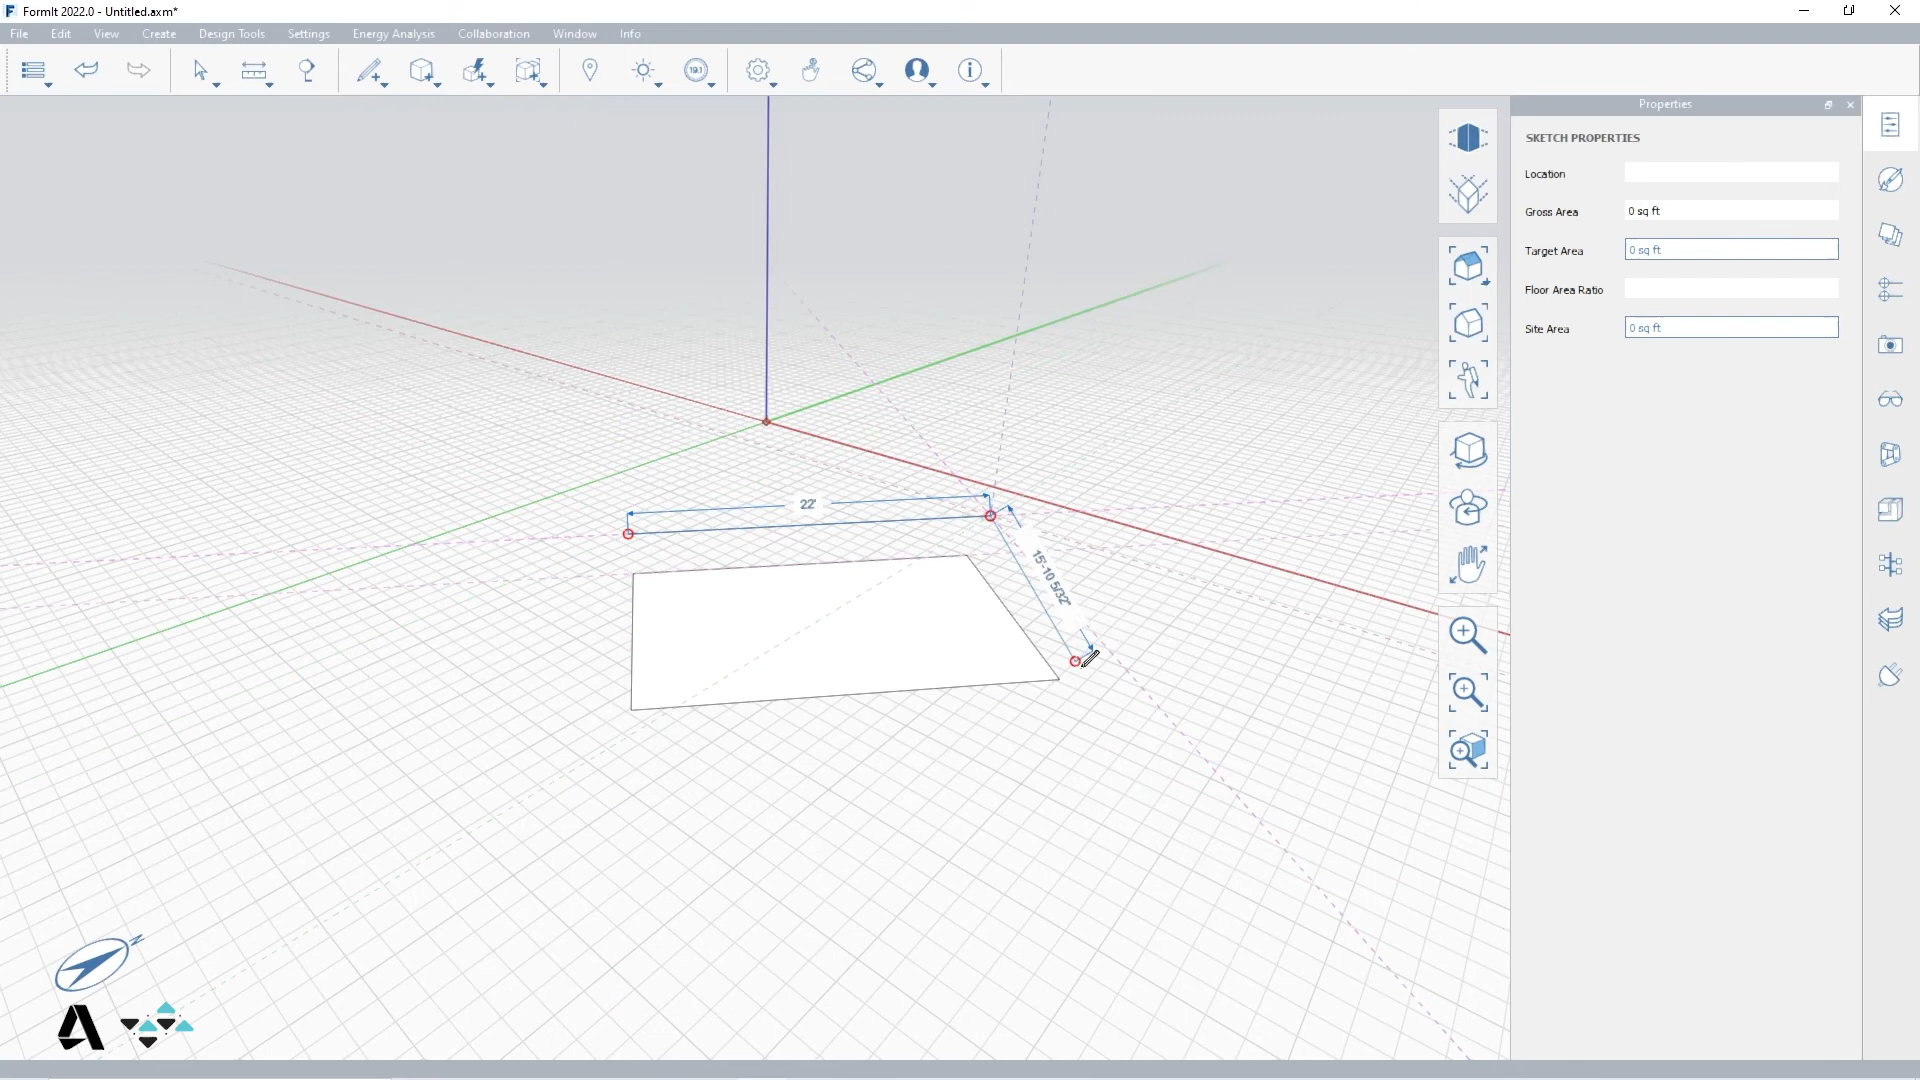 FormIt 2022.0 - Untitled.axm*
File Edit View Create Design Tools Settings Energy Analysis Collaboration Window Info
19.1
Properties
SKETCH PROPERTIES
Location
Gross Area 0 sq ft
Target Area 0 sq ft
Floor Area Ratio
Site Area 0 sq ft
22'
15'-10 5/32"
N